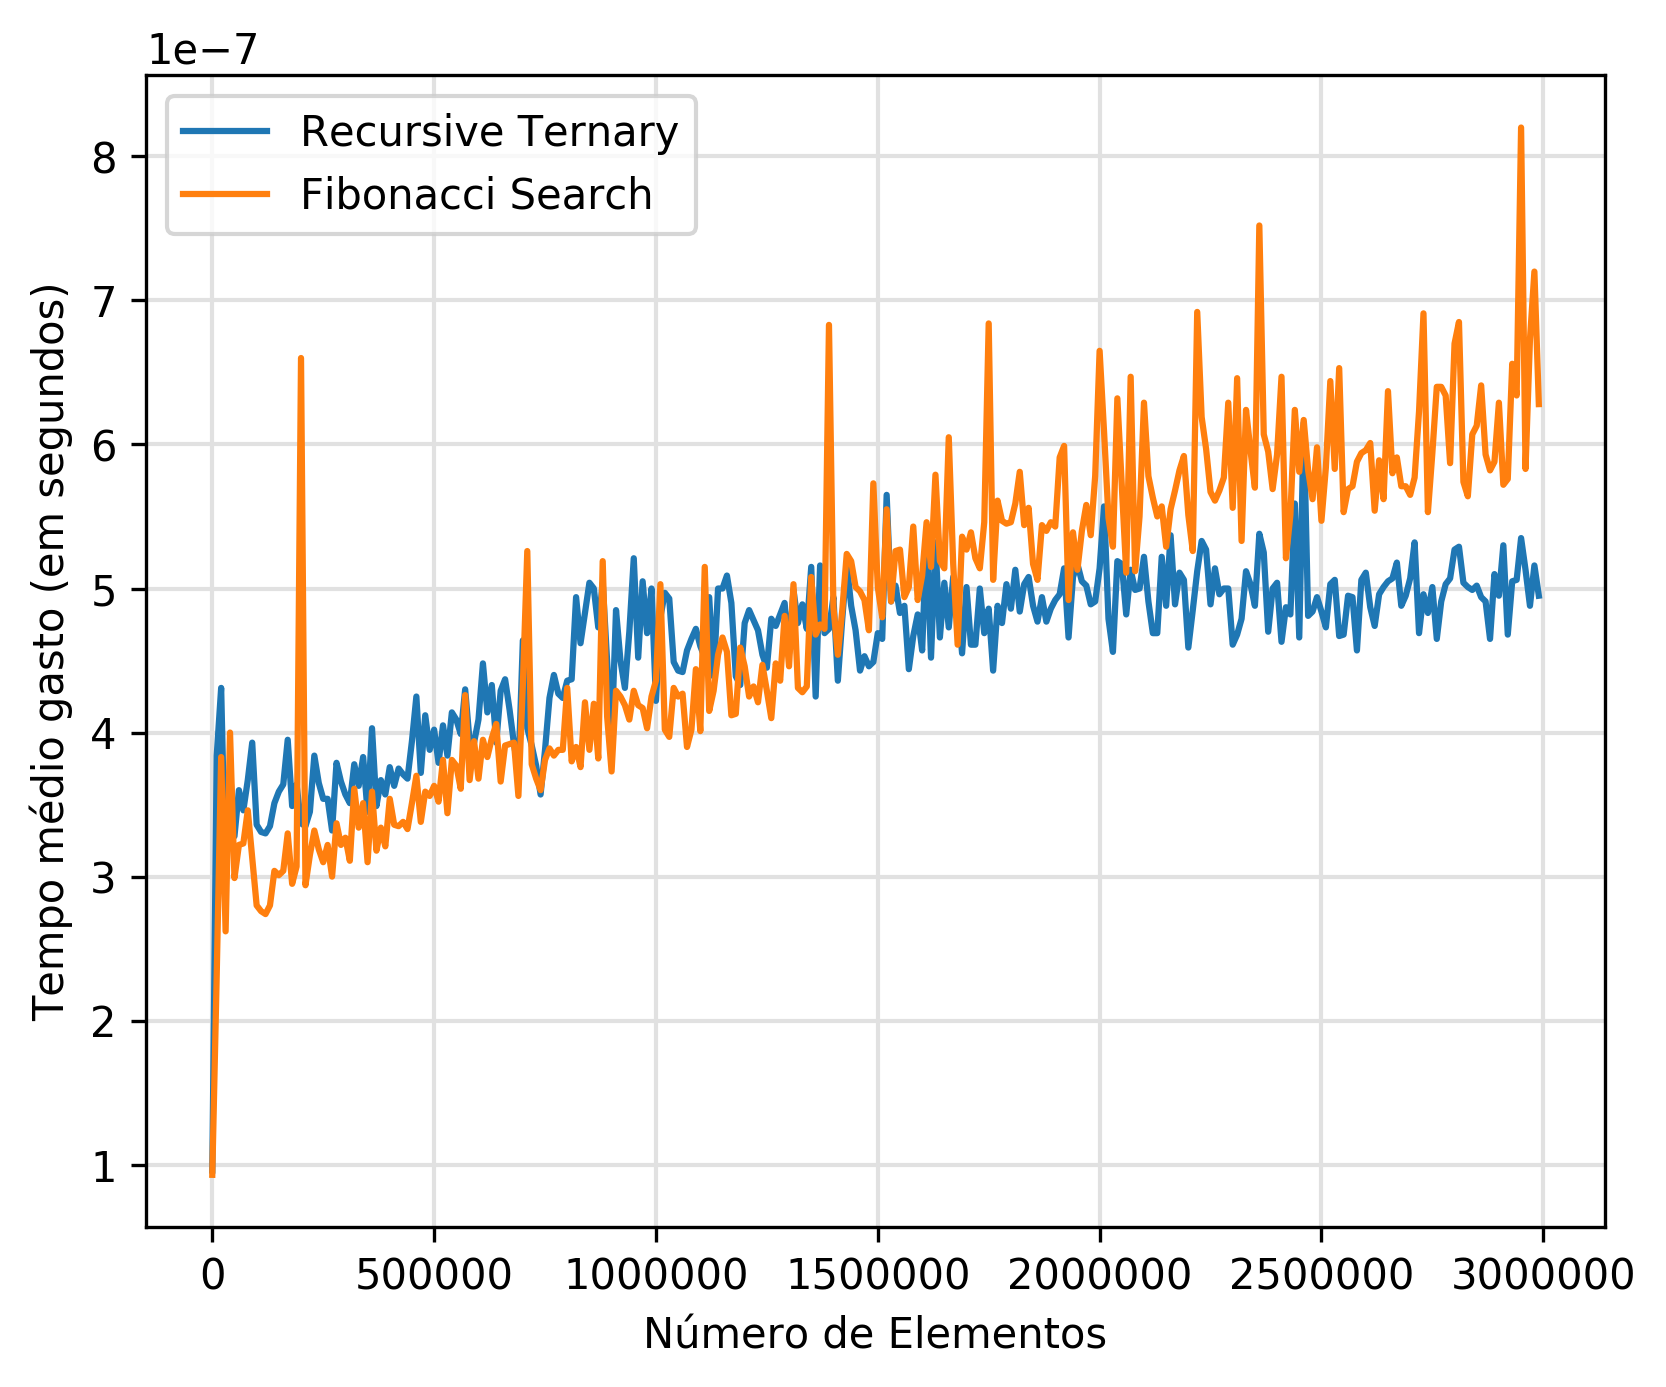 1e−7
Recursive Ternary
Fibonacci Search
8
7
6
5
4
3
2
1
Tempo médio gasto (em segundos)
0 500000 1000000 1500000 2000000 2500000 3000000
Número de Elementos